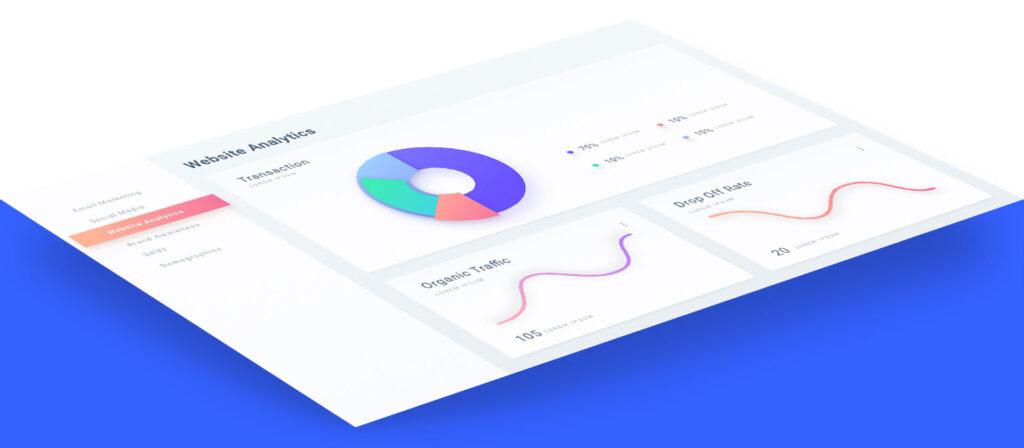 Website Analytics
Email Marketing
Social Media
Website Analytics
Brand Awareness
Sales
Demographics
Transaction
LOREM IPSUM
70% LOREM IPSUM
10% LOREM IPSUM
10% LOREM IPSUM
10% LOREM IPSUM
Organic Traffic
LOREM IPSUM
105 LOREM IPSUM
Drop Off Rate
LOREM IPSUM
20 LOREM IPSUM